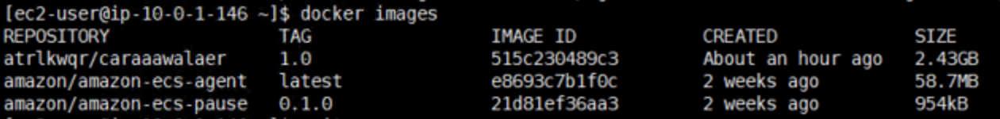 [ec2-user@ip-10-0-1-146 ~]$ docker images
REPOSITORY TAG IMAGE ID CREATED SIZE
atrlkwqr/caraaawalaer 1.0 515c230489c3 About an hour ago 2.43GB
amazon/amazon-ecs-agent latest e8693c7b1f0c 2 weeks ago 58.7MB
amazon/amazon-ecs-pause 0.1.0 21d81ef36aa3 2 weeks ago 954kB